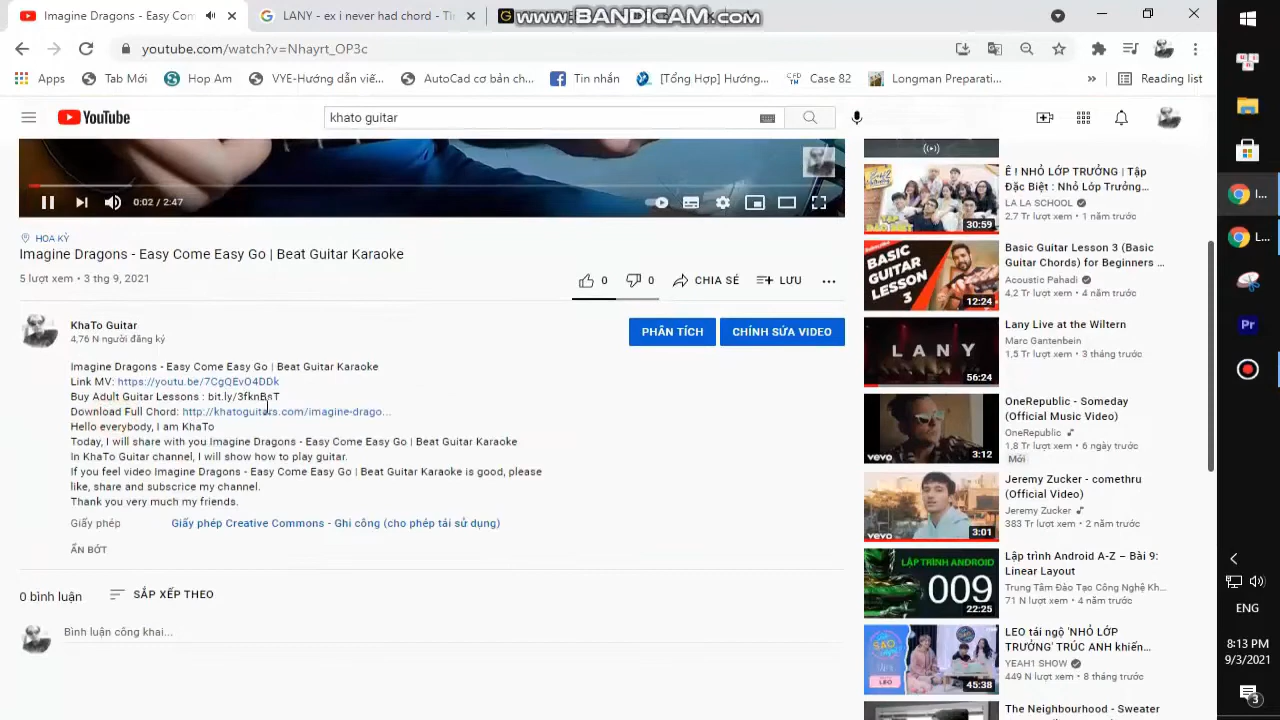 Imagine Dragons - Easy Com
LANY - ex i never had chord - Th
WWW.BANDICAM.COM
youtube.com/watch?v=Nhayrt_OP3c
Apps
Tab Mới
Hop Am
VYE-Hướng dẫn viế...
AutoCad cơ bản ch...
Tin nhắn
[Tổng Hợp] Hướng...
Case 82
Longman Preparati...
»
Reading list
YouTube
khato guitar
0:02 / 2:47
HOA KỲ
Imagine Dragons - Easy Come Easy Go | Beat Guitar Karaoke
5 lượt xem • 3 thg 9, 2021
0
0
CHIA SẺ
LƯU
KhaTo Guitar
4,76 N người đăng ký
PHÂN TÍCH
CHỈNH SỬA VIDEO
Imagine Dragons - Easy Come Easy Go | Beat Guitar Karaoke
Link MV: https://youtu.be/7CgQEvO4DDk
Buy Adult Guitar Lessons : bit.ly/3fknBsT
Download Full Chord: http://khatoguitars.com/imagine-drago...
Hello everybody, I am KhaTo
Today, I will share with you Imagine Dragons - Easy Come Easy Go | Beat Guitar Karaoke
In KhaTo Guitar channel, I will show how to play guitar.
If you feel video Imagine Dragons - Easy Come Easy Go | Beat Guitar Karaoke is good, please
like, share and subscrice my channel.
Thank you very much my friends.
Giấy phép
Giấy phép Creative Commons - Ghi công (cho phép tái sử dụng)
ẨN BỚT
0 bình luận
SẮP XẾP THEO
Bình luận công khai...
Ê ! NHỎ LỚP TRƯỞNG | Tập
Đặc Biệt : Nhỏ Lớp Trưởng...
LA LA SCHOOL
2.7 Tr lượt xem • 1 năm trước
30:59
Basic Guitar Lesson 3 (Basic
Guitar Chords) for Beginners ...
Acoustic Pahadi
4.2 Tr lượt xem • 4 năm trước
BASIC
GUITAR
LESSON
3
12:24
Lany Live at the Wiltern
Marc Gantenbein
1,5 Tr lượt xem • 3 tháng trước
LANY
56:24
OneRepublic - Someday
(Official Music Video)
OneRepublic
1,8 Tr lượt xem • 6 ngày trước
Mới
vevo
3:12
Jeremy Zucker - comethru
(Official Video)
Jeremy Zucker
383 Tr lượt xem • 2 năm trước
vevo
3:01
Lập trình Android A-Z – Bài 9:
Linear Layout
Trung Tâm Đào Tạo Công Nghệ Kh...
71 N lượt xem • 4 năm trước
LẬP TRÌNH ANDROID
009
22:25
LEO tái ngộ 'NHỎ LỚP
TRƯỞNG' TRÚC ANH khiến...
YEAH1 SHOW
449 N lượt xem • 8 tháng trước
LEO
45:38
The Neighbourhood - Sweater
I...
L...
Pr
ENG
8:13 PM
9/3/2021
3